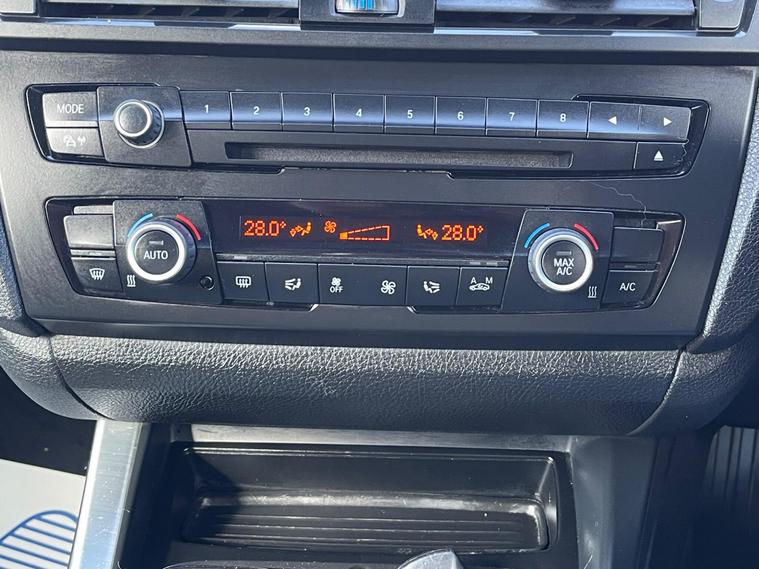 MODE 1 2 3 4 5 6 7 8
28.0° 28.0°
AUTO MAX A/C
OFF A M A/C